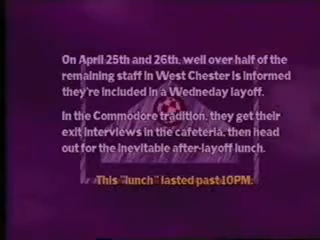 On April 25th and 26th, well over half of the
remaining staff in West Chester is informed
they're included in a Wedneday layoff.
In the Commodore tradition, they get their
exit interviews in the cafeteria, then head
out for the inevitable after-layoff lunch.
This "lunch" lasted past 10PM.